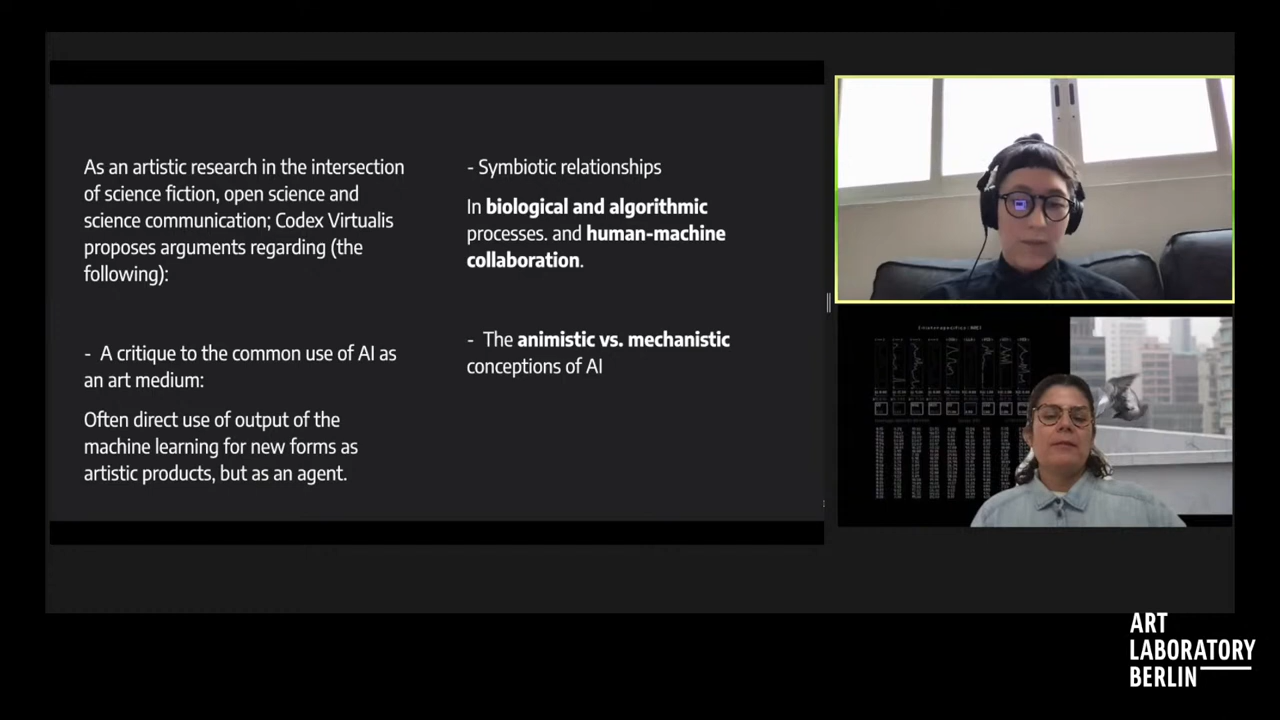 As an artistic research in the intersection
of science fiction, open science and
science communication; Codex Virtualis
proposes arguments regarding (the
following):
- A critique to the common use of AI as
an art medium:
Often direct use of output of the
machine learning for new forms as
artistic products, but as an agent.
- Symbiotic relationships
In biological and algorithmic
processes. and human-machine
collaboration.
- The animistic vs. mechanistic
conceptions of AI
ART
LABORATORY
BERLIN